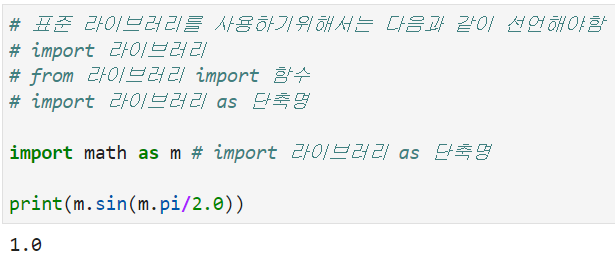 # 표준 라이브러리를 사용하기위해서는 다음과 같이 선언해야함
# import 라이브러리
# from 라이브러리 import 함수
# import 라이브러리 as 단축명
import math as m # import 라이브러리 as 단축명
print(m.sin(m.pi/2.0))
1.0